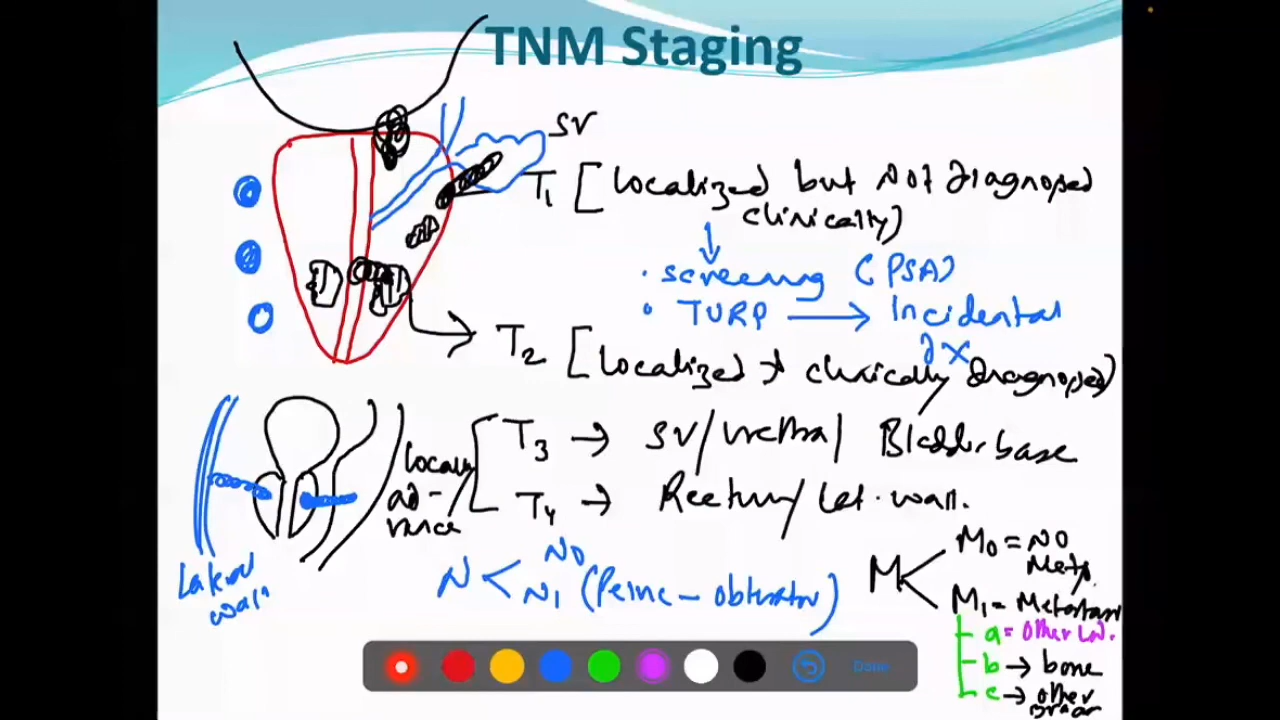 TNM Staging
SV
T1 [Localized but Not Diagnosed
clinically)
• screening (PSA)
• TURP → Incidental
Dx
T2 [Localized + clinically diagnosed)
Locally
ad-
vance
T3 → SV/Urethra/ Bladder base
T4 → Rectum/Lat. wall.
Lateral
wall
N < N0
N1 (Pelvic - obturator)
M < M0 = NO
Mets.
M1 = Metastasis
a = other LN.
b → bone
c → other
organ
Done